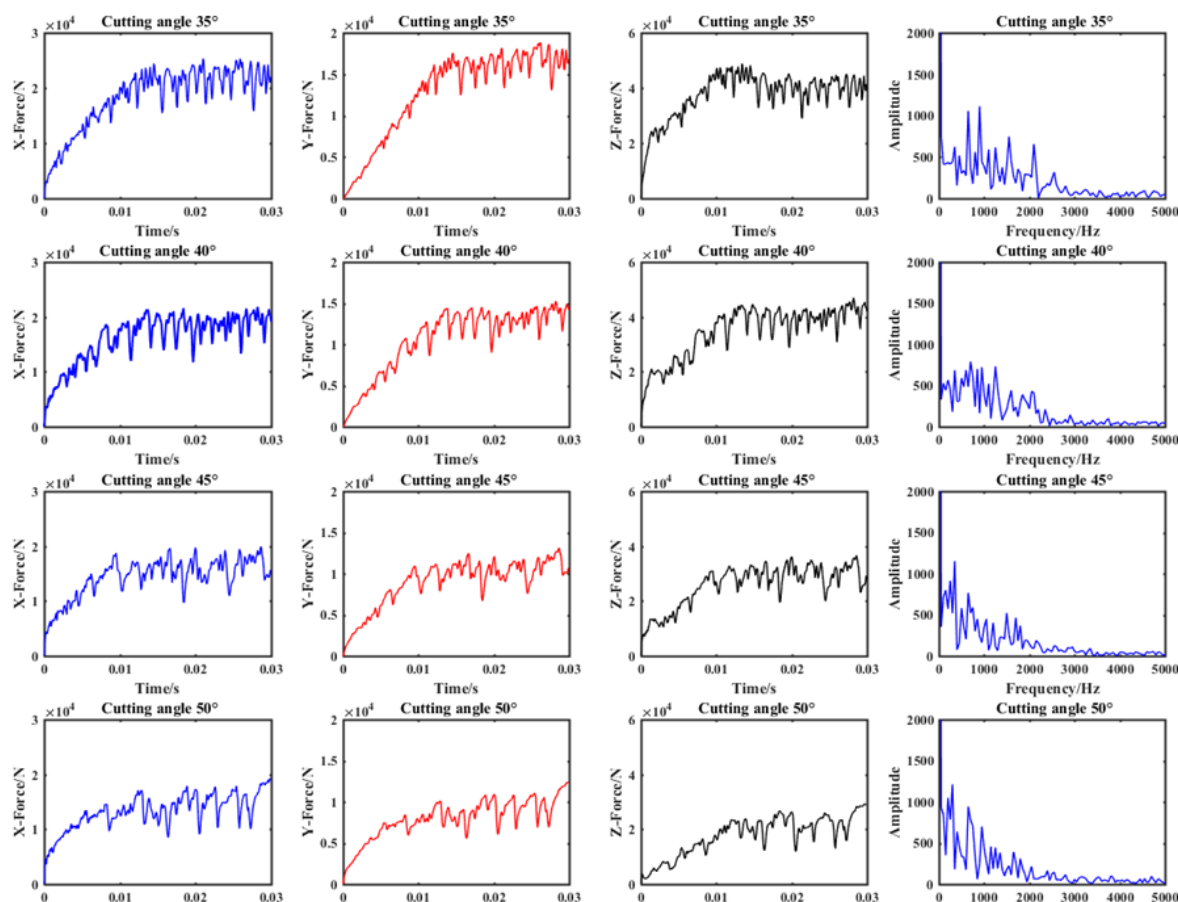 Cutting angle 35° Cutting angle 35° Cutting angle 35° Cutting angle 35°
×10⁴ ×10⁴ ×10⁴
X-Force/N Y-Force/N Z-Force/N Amplitude
3 2 6 2000
2 1.5 4 1500
1 1 2 1000
0 0.5 0 500
0 0
0 0.01 0.02 0.03 0 0.01 0.02 0.03 0 0.01 0.02 0.03 0 1000 2000 3000 4000 5000
Time/s Time/s Time/s Frequency/Hz
Cutting angle 40° Cutting angle 40° Cutting angle 40° Cutting angle 40°
×10⁴ ×10⁴ ×10⁴
X-Force/N Y-Force/N Z-Force/N Amplitude
3 2 6 2000
2 1.5 4 1500
1 1 2 1000
0 0.5 0 500
0 0
0 0.01 0.02 0.03 0 0.01 0.02 0.03 0 0.01 0.02 0.03 0 1000 2000 3000 4000 5000
Time/s Time/s Time/s Frequency/Hz
Cutting angle 45° Cutting angle 45° Cutting angle 45° Cutting angle 45°
×10⁴ ×10⁴ ×10⁴
X-Force/N Y-Force/N Z-Force/N Amplitude
3 2 6 2000
2 1.5 4 1500
1 1 2 1000
0 0.5 0 500
0 0
0 0.01 0.02 0.03 0 0.01 0.02 0.03 0 0.01 0.02 0.03 0 1000 2000 3000 4000 5000
Time/s Time/s Time/s Frequency/Hz
Cutting angle 50° Cutting angle 50° Cutting angle 50° Cutting angle 50°
×10⁴ ×10⁴ ×10⁴
X-Force/N Y-Force/N Z-Force/N Amplitude
3 2 6 2000
2 1.5 4 1500
1 1 2 1000
0 0.5 0 500
0 0
0 0.01 0.02 0.03 0 0.01 0.02 0.03 0 0.01 0.02 0.03 0 1000 2000 3000 4000 5000
Time/s Time/s Time/s Frequency/Hz